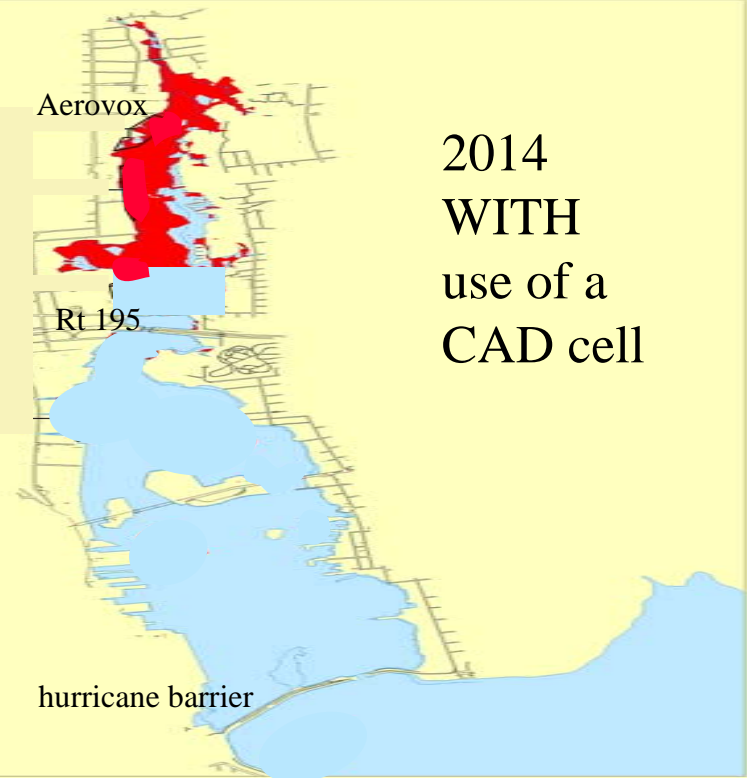 Aerovox
2014
WITH
use of a
CAD cell
Rt 195
hurricane barrier